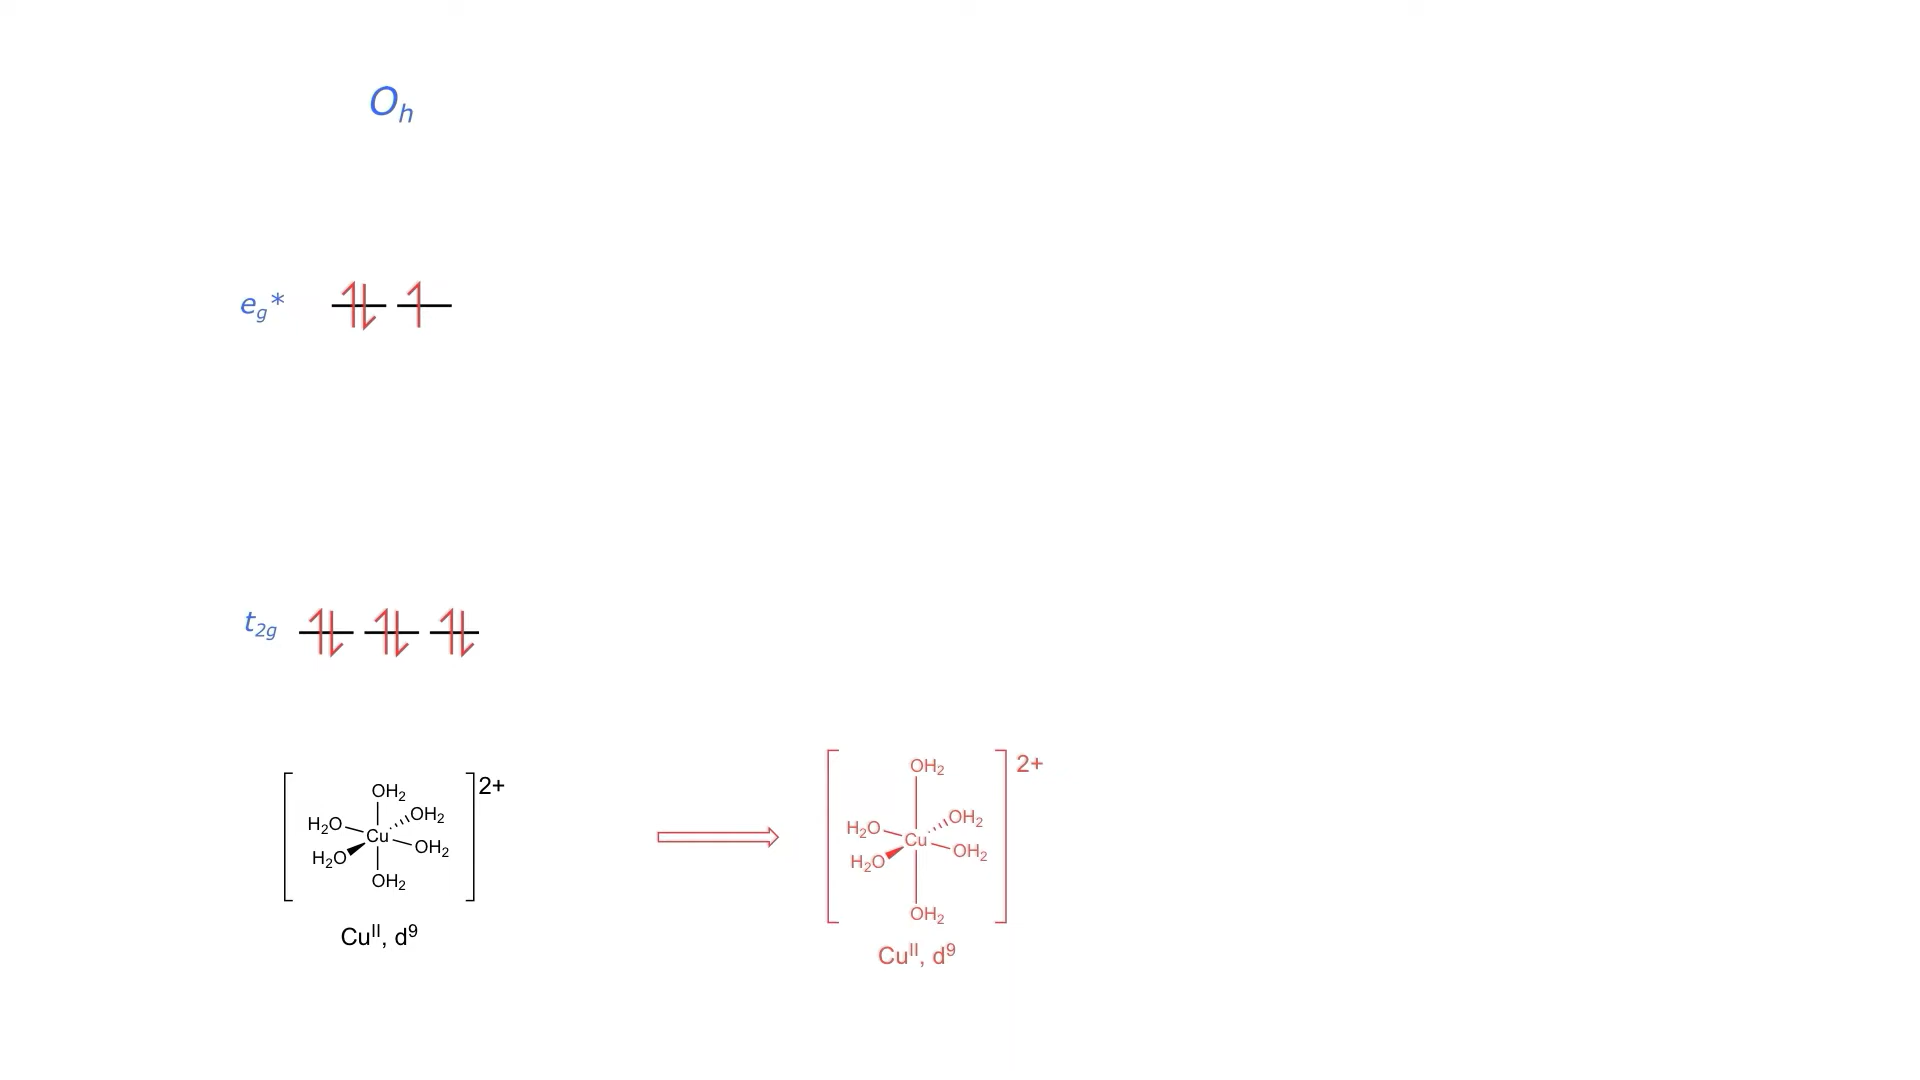 Oh
eg*
t2g
[
OH2
H2O
OH2
Cu
H2O
OH2
OH2
]2+
CuII, d9
[
OH2
H2O
OH2
Cu
H2O
OH2
OH2
]2+
CuII, d9